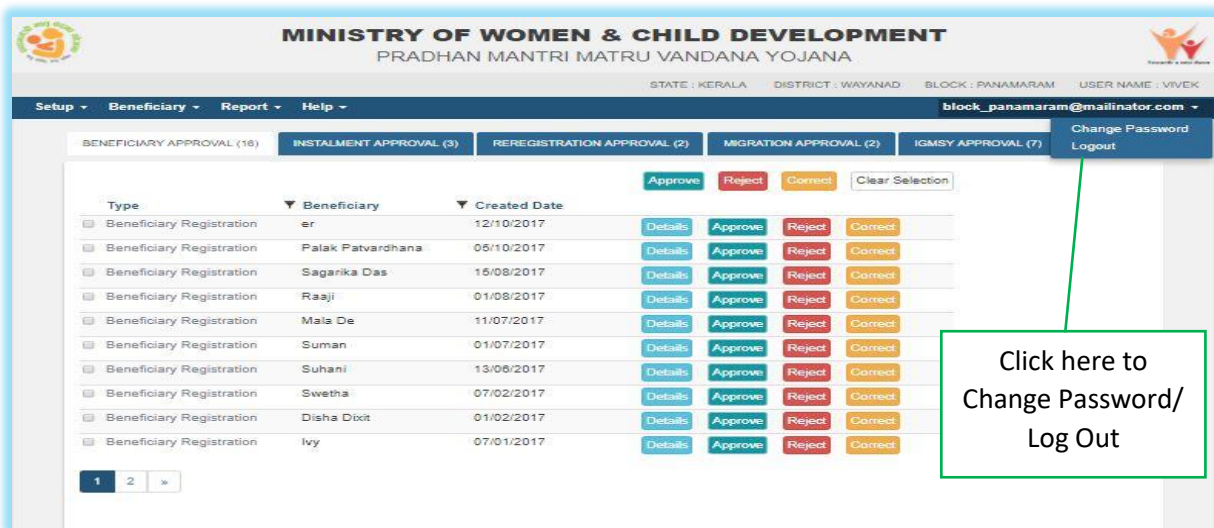 MINISTRY OF WOMEN & CHILD DEVELOPMENT
PRADHAN MANTRI MATRU VANDANA YOJANA
STATE : KERALA DISTRICT : WAYANAD BLOCK : PANAMARAM USER NAME : VIVEK
Setup Beneficiary Report Help block_panamaram@mailinator.com
Change Password
Logout
BENEFICIARY APPROVAL (16) INSTALMENT APPROVAL (3) REREGISTRATION APPROVAL (2) MIGRATION APPROVAL (2) IGMSY APPROVAL (7)
Approve Reject Correct Clear Selection
Type Beneficiary Created Date
Beneficiary Registration er 12/10/2017 Details Approve Reject Correct
Beneficiary Registration Palak Patvardhana 05/10/2017 Details Approve Reject Correct
Beneficiary Registration Sagarika Das 15/08/2017 Details Approve Reject Correct
Beneficiary Registration Raaji 01/08/2017 Details Approve Reject Correct
Beneficiary Registration Mala De 11/07/2017 Details Approve Reject Correct
Beneficiary Registration Suman 01/07/2017 Details Approve Reject Correct
Beneficiary Registration Suhani 13/06/2017 Details Approve Reject Correct
Beneficiary Registration Swetha 07/02/2017 Details Approve Reject Correct
Beneficiary Registration Disha Dixit 01/02/2017 Details Approve Reject Correct
Beneficiary Registration Ivy 07/01/2017 Details Approve Reject Correct
1 2 »
Click here to
Change Password/
Log Out